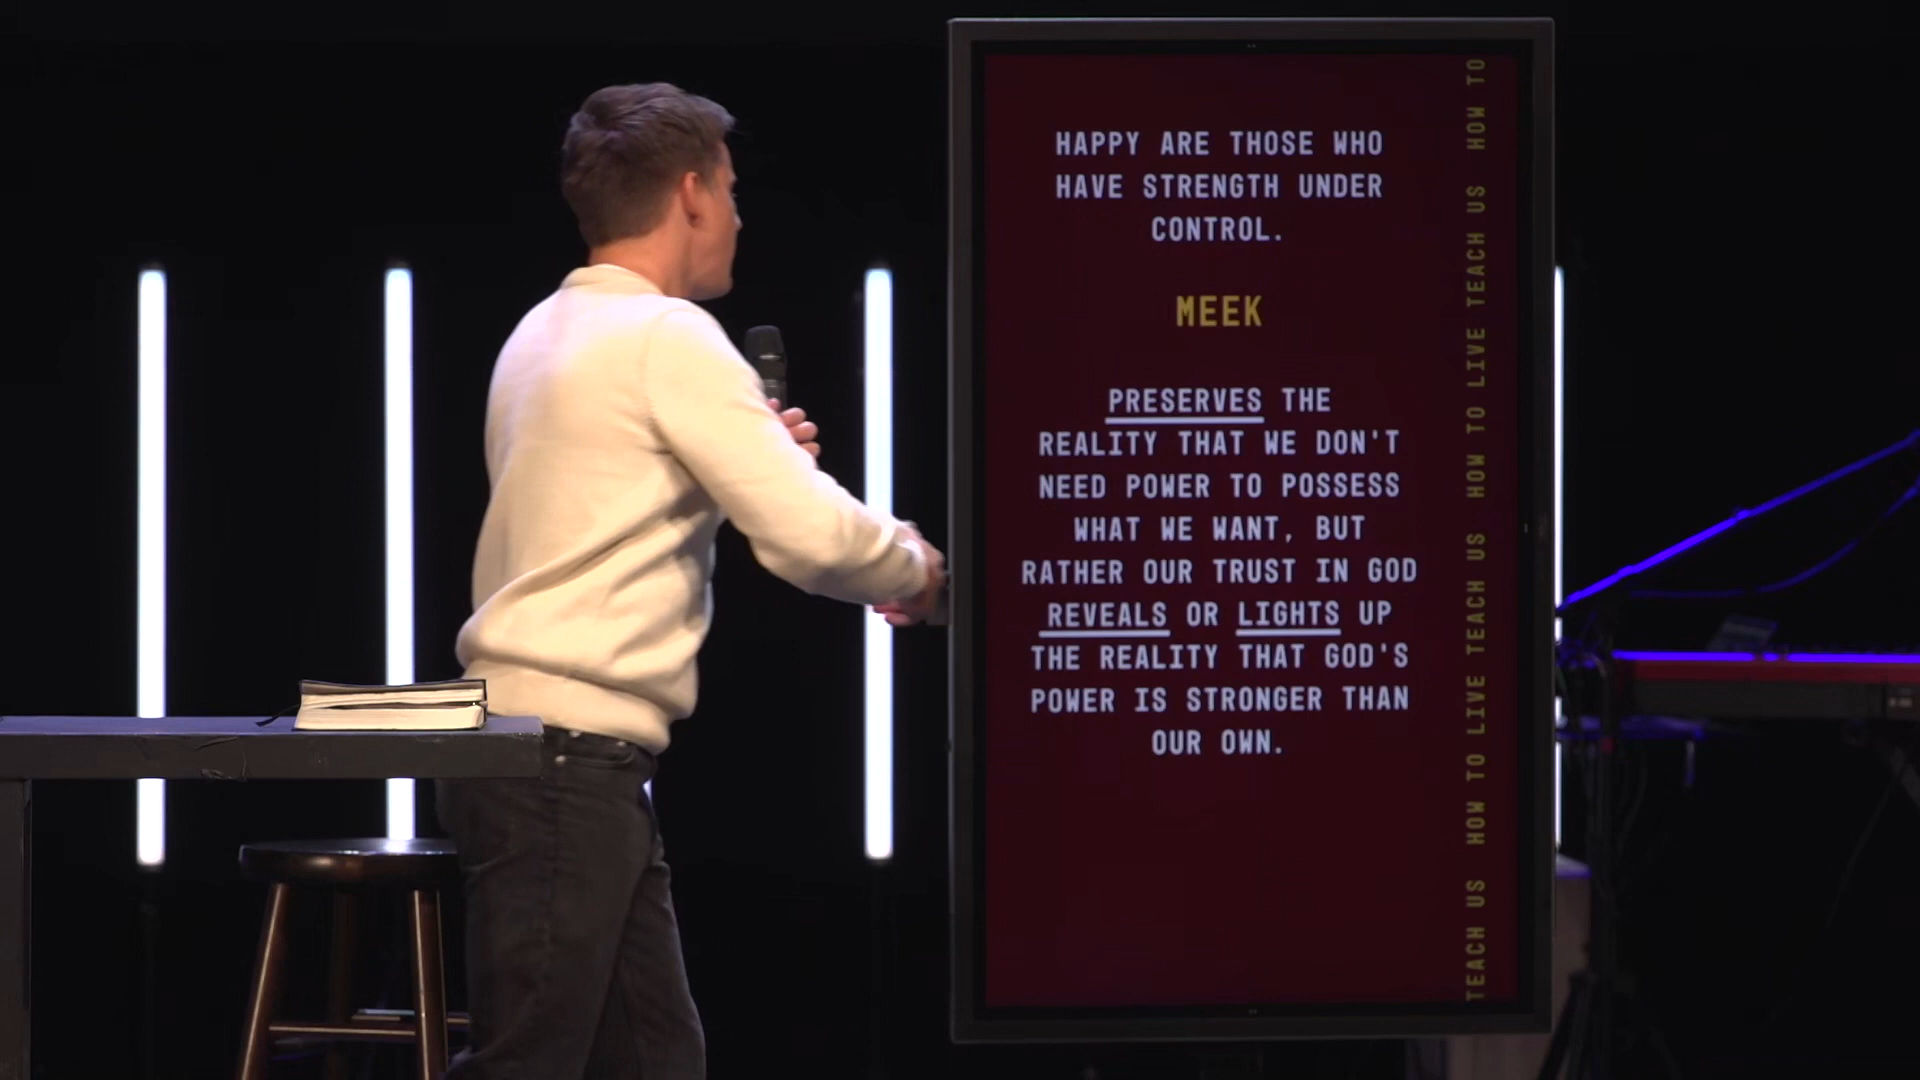 HAPPY ARE THOSE WHO
HAVE STRENGTH UNDER
CONTROL.
MEEK
PRESERVES THE
REALITY THAT WE DON'T
NEED POWER TO POSSESS
WHAT WE WANT, BUT
RATHER OUR TRUST IN GOD
REVEALS OR LIGHTS UP
THE REALITY THAT GOD'S
POWER IS STRONGER THAN
OUR OWN.
TEACH US HOW TO LIVE TEACH US HOW TO LIVE TEACH US HOW TO